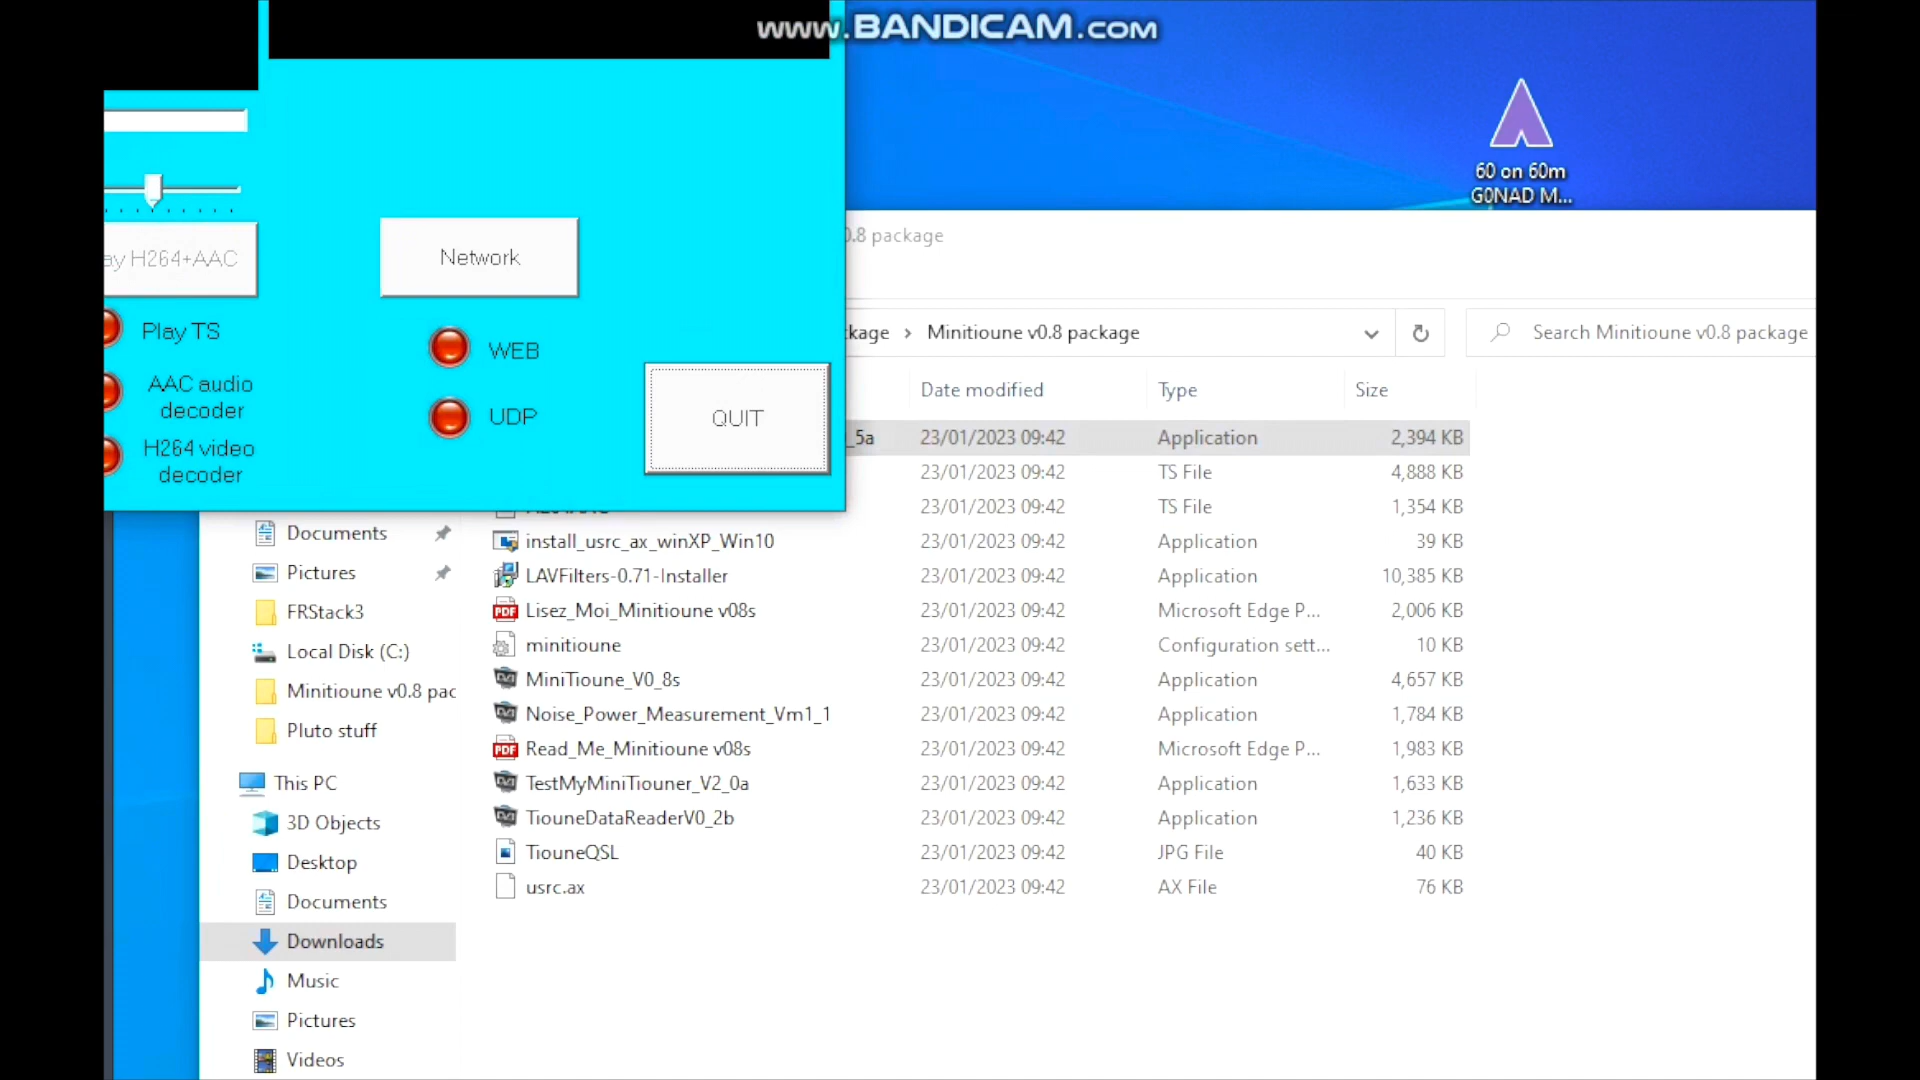 www.BANDICAM.com
60 on 60m
G0NAD M...
ay H264+AAC
Network
Play TS
AAC audio
decoder
H264 video
decoder
WEB
UDP
QUIT
0.8 package
kage > Minitioune v0.8 package
Search Minitioune v0.8 package
Date modified Type Size
_5a 23/01/2023 09:42 Application 2,394 KB
23/01/2023 09:42 TS File 4,888 KB
23/01/2023 09:42 TS File 1,354 KB
install_usrc_ax_winXP_Win10 23/01/2023 09:42 Application 39 KB
LAVFilters-0.71-Installer 23/01/2023 09:42 Application 10,385 KB
Lisez_Moi_Minitioune v08s 23/01/2023 09:42 Microsoft Edge P... 2,006 KB
minitioune 23/01/2023 09:42 Configuration sett... 10 KB
MiniTioune_V0_8s 23/01/2023 09:42 Application 4,657 KB
Noise_Power_Measurement_Vm1_1 23/01/2023 09:42 Application 1,784 KB
Read_Me_Minitioune v08s 23/01/2023 09:42 Microsoft Edge P... 1,983 KB
TestMyMiniTiouner_V2_0a 23/01/2023 09:42 Application 1,633 KB
TiouneDataReaderV0_2b 23/01/2023 09:42 Application 1,236 KB
TiouneQSL 23/01/2023 09:42 JPG File 40 KB
usrc.ax 23/01/2023 09:42 AX File 76 KB
Documents
Pictures
FRStack3
Local Disk (C:)
Minitioune v0.8 pac
Pluto stuff
This PC
3D Objects
Desktop
Documents
Downloads
Music
Pictures
Videos